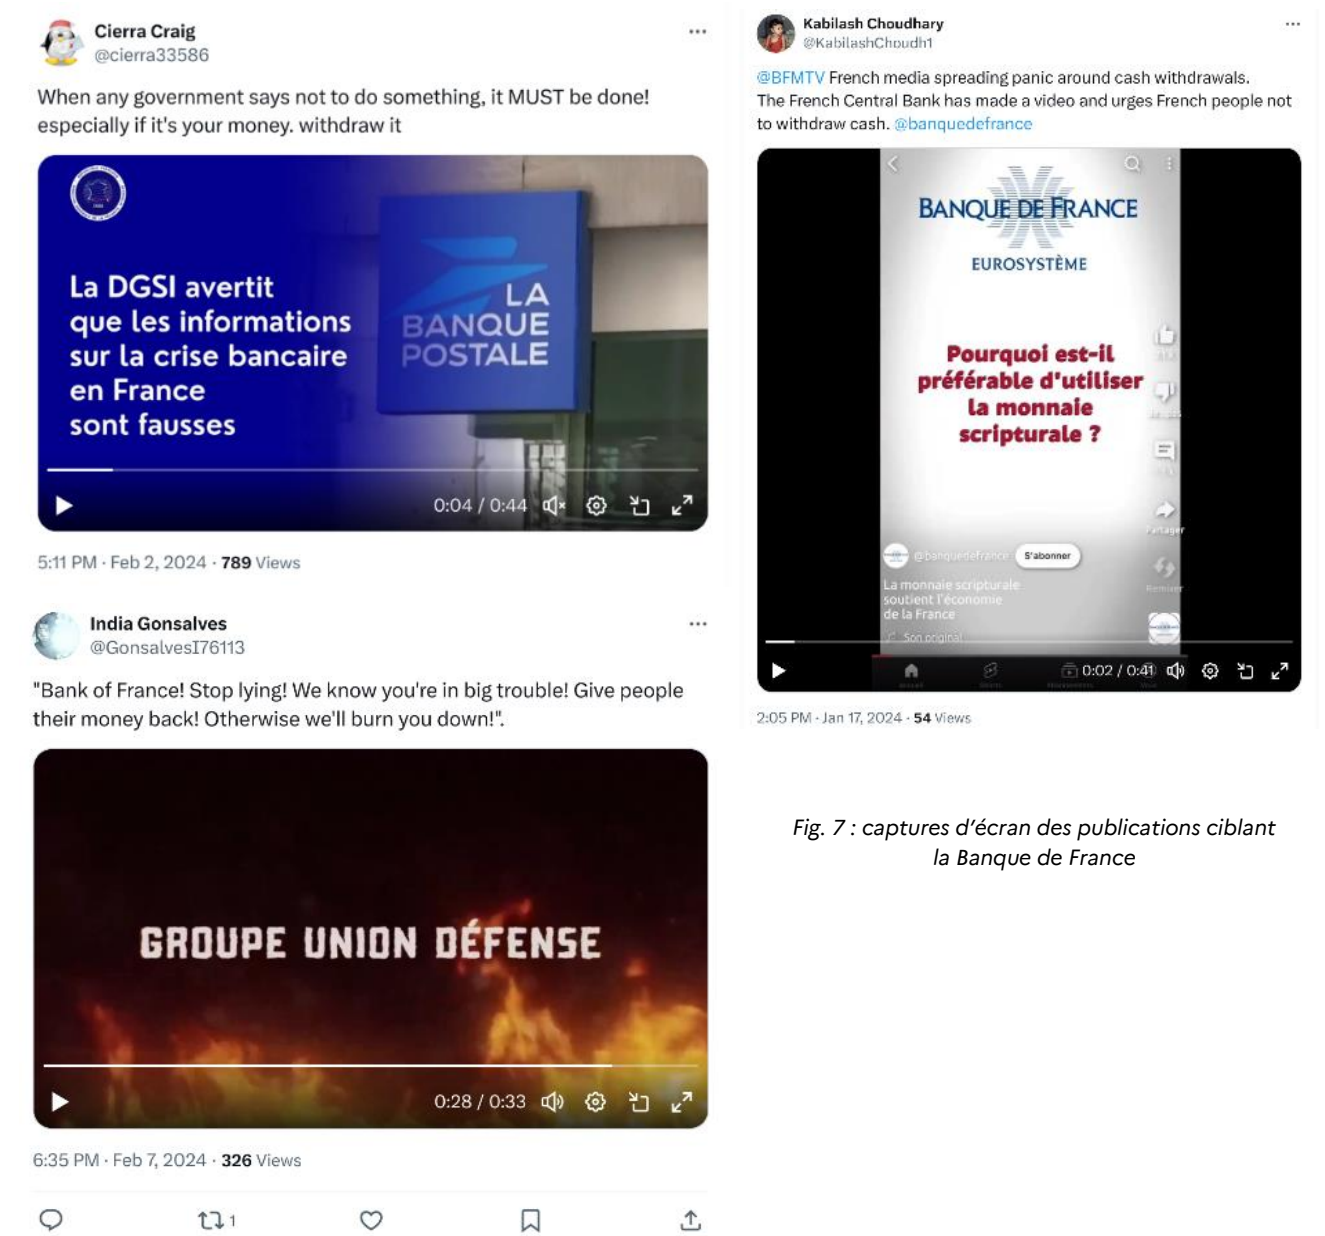 Cierra Craig
@cierra33586
When any government says not to do something, it MUST be done!
especially if it's your money. withdraw it
La DGSI avertit
que les informations
sur la crise bancaire
en France
sont fausses
LA
BANQUE
POSTALE
0:04 / 0:44
5:11 PM · Feb 2, 2024 · 789 Views
India Gonsalves
@GonsalvesI76113
"Bank of France! Stop lying! We know you're in big trouble! Give people
their money back! Otherwise we'll burn you down!".
GROUPE UNION DÉFENSE
0:28 / 0:33
6:35 PM · Feb 7, 2024 · 326 Views
1
Kabilash Choudhary
@KabilashChoudh1
@BFMTV French media spreading panic around cash withdrawals.
The French Central Bank has made a video and urges French people not
to withdraw cash. @banquedefrance
BANQUE DE FRANCE
EUROSYSTÈME
Pourquoi est-il
préférable d'utiliser
la monnaie
scripturale ?
Partager
@banquedefrance S'abonner
Remixer
La monnaie scripturale
soutient l'économie
de la France
Son original
0:02 / 0:41
2:05 PM · Jan 17, 2024 · 54 Views
Fig. 7 : captures d'écran des publications ciblant
la Banque de France